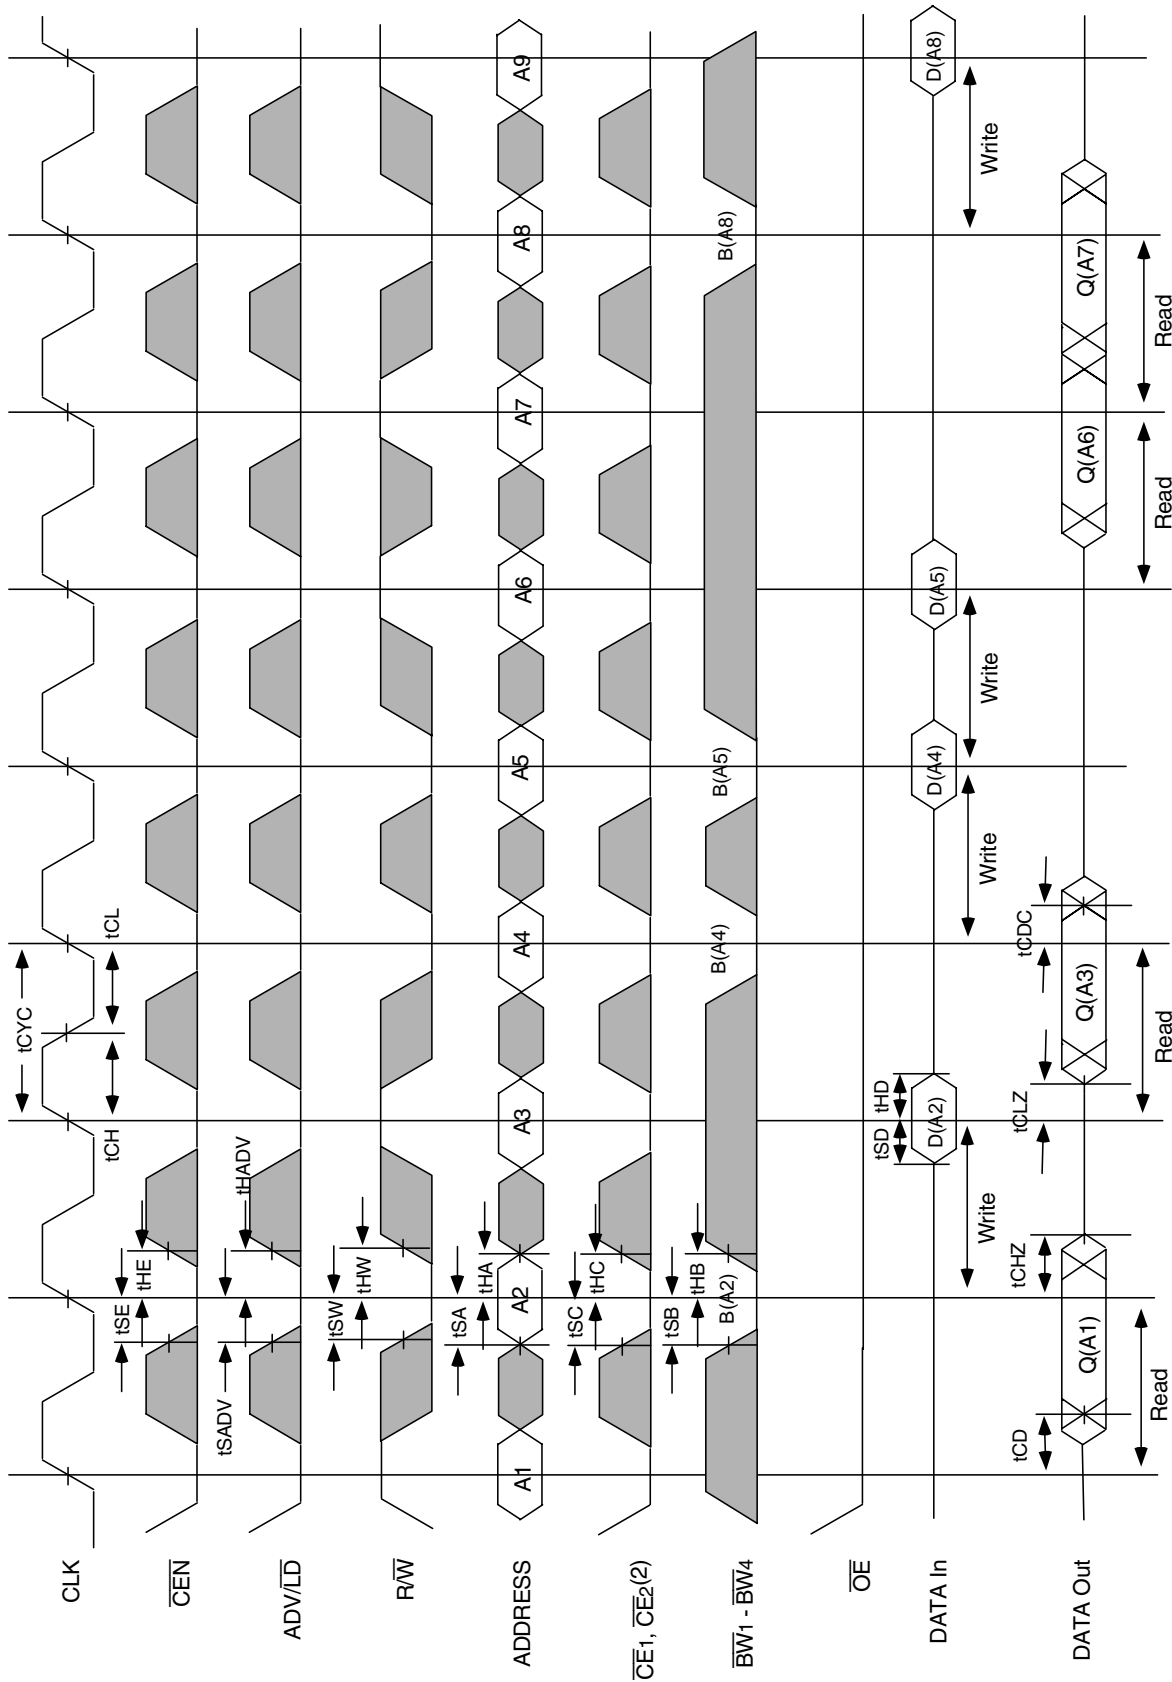 tCYC
tCH
tCL
CLK
tSE
tHE
CEN
tSADV
tHADV
ADV/LD
tSW
tHW
R/W
tSA
tHA
ADDRESS
A1
A2
A3
A4
A5
A6
A7
A8
A9
tSC
tHC
CE1, CE2(2)
tSB
tHB
BW1 - BW4
B(A2)
B(A4)
B(A5)
B(A8)
OE
tSD
tHD
DATA In
D(A2)
D(A4)
D(A5)
D(A8)
Write
Write
Write
Write
tCD
tCHZ
tCLZ
tCDC
DATA Out
Q(A1)
Q(A3)
Q(A6)
Q(A7)
Read
Read
Read
Read